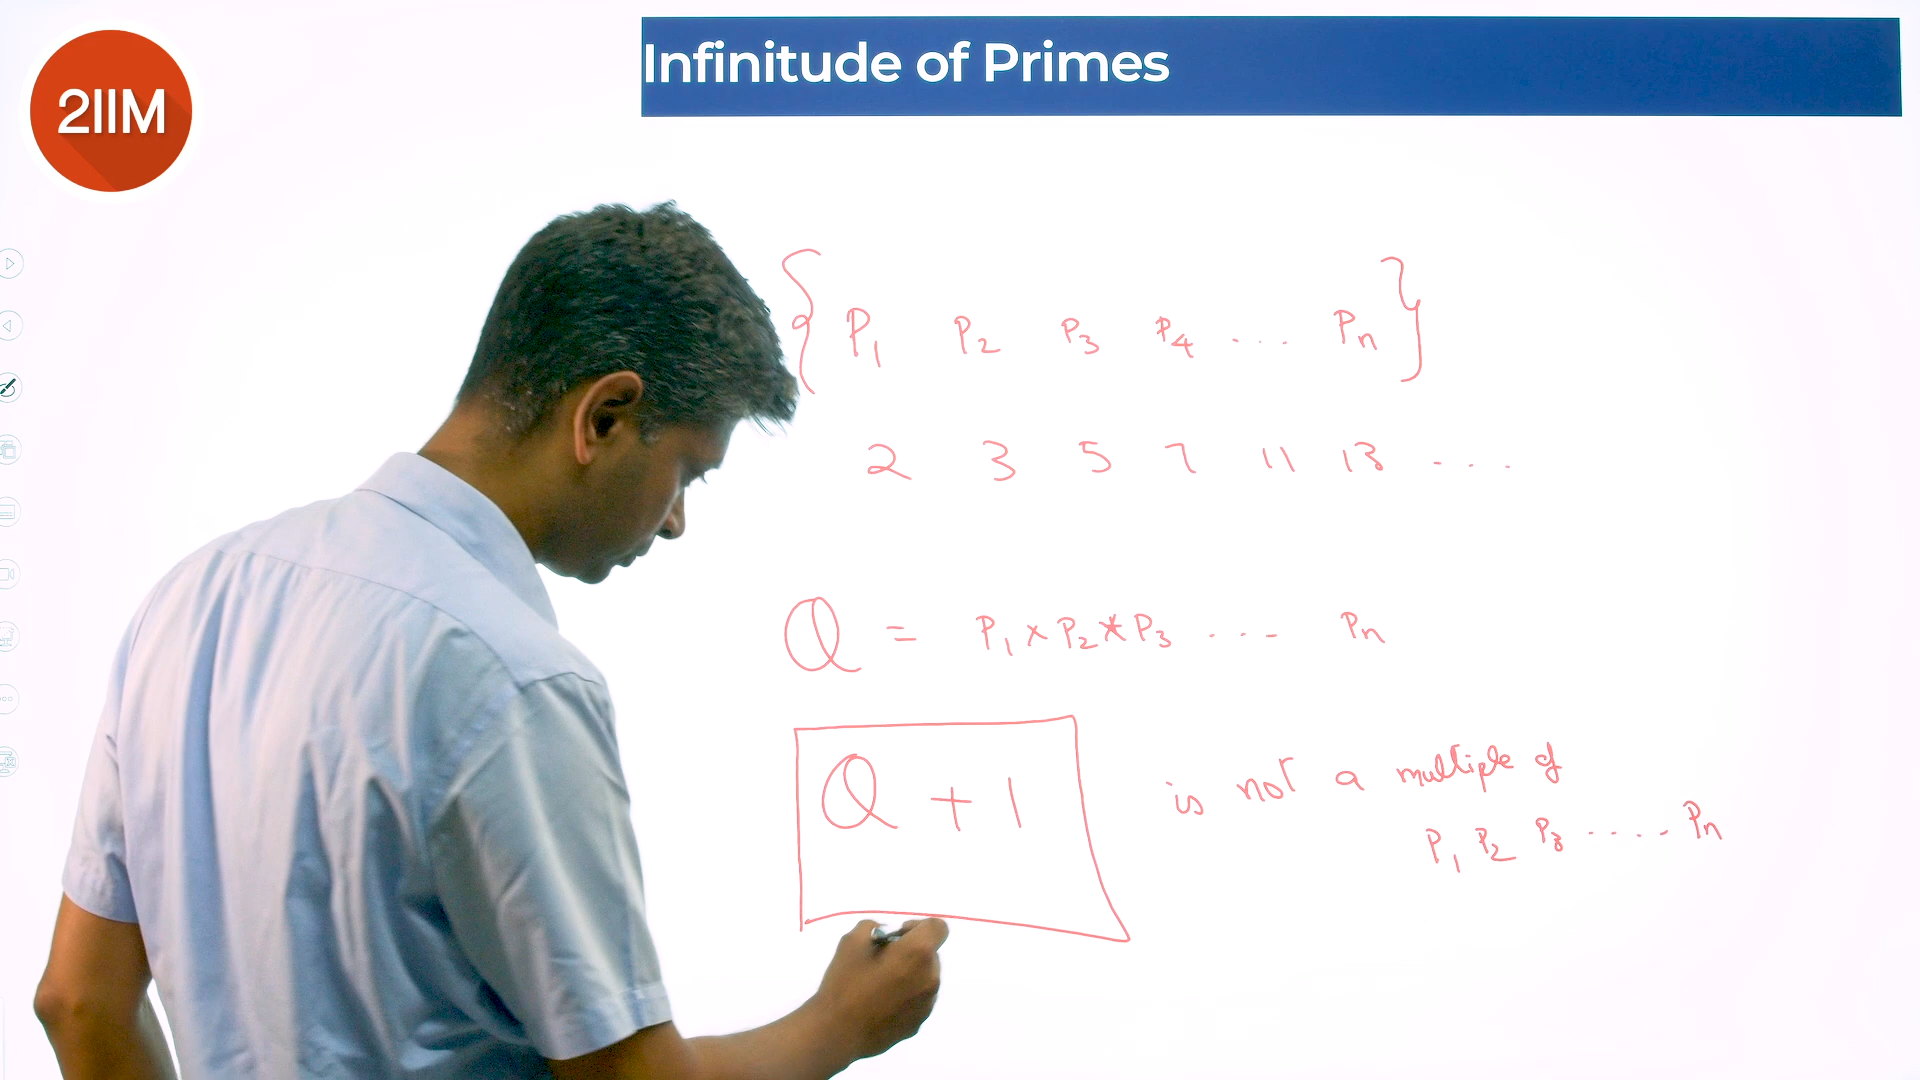 2IIM
Infinitude of Primes
{ P₁ P₂ P₃ P₄ ... Pn }
2 3 5 7 11 13 ...
Q = P₁ × P₂ * P₃ ... Pn
Q + 1 is not a multiple of
P₁ P₂ P₃ ..... Pn